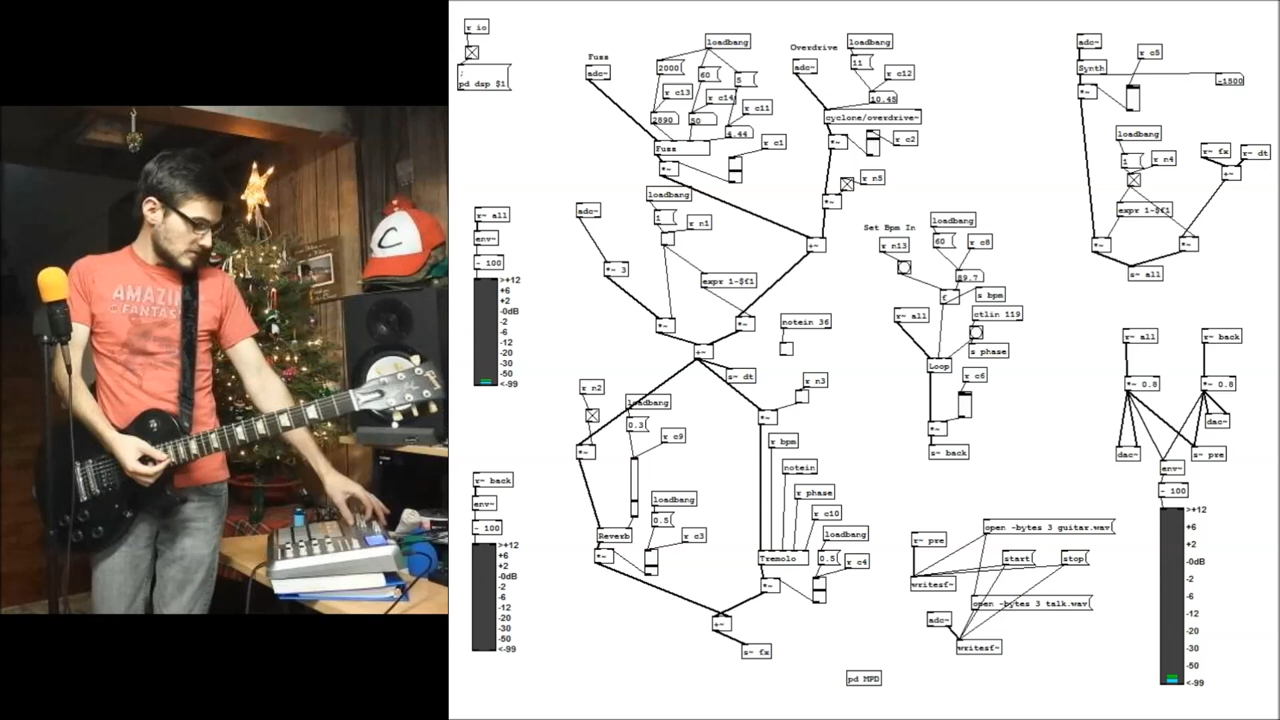 r io
;
pd dsp $1
Fuss
adc~
loadbang
2000
60
5
r c13
r c14
r c11
2890
50
4.44
Fuss
r c1
*~
Overdrive
adc~
loadbang
11
r c12
10.45
cyclone/overdrive~
*~
r c2
r n5
*~
adc~
Synth
r c5
-1500
*~
loadbang
1
r n4
expr 1-$f1
r~ fx
r~ dt
+~
*~
*~
s~ all
r~ all
env~
- 100
>+12
+6
+2
-0dB
-2
-6
-12
-20
-30
-50
<-99
adc~
loadbang
1
r n1
*~ 3
expr 1-$f1
+~
*~
*~
+~
s~ dt
notein 36
Set Bpm In
r n13
loadbang
60
r c8
89.7
f
s bpm
ctlin 119
r~ all
s phase
Loop
r c6
*~
s~ back
r n2
loadbang
0.3
r c9
*~
loadbang
0.5
r c3
Reverb
*~
r n3
*~
r bpm
notein
r phase
r c10
loadbang
0.5
r c4
Tremolo
*~
+~
s~ fx
r~ back
env~
- 100
>+12
+6
+2
-0dB
-2
-6
-12
-20
-30
-50
<-99
r~ all
r~ back
*~ 0.8
*~ 0.8
dac~
dac~
s~ pre
env~
- 100
>+12
+6
+2
-0dB
-2
-6
-12
-20
-30
-50
<-99
r~ pre
open -bytes 3 guitar.wav
start
stop
writesf~
open -bytes 3 talk.wav
adc~
writesf~
pd MPD
AMAZIN
FANTAS
C